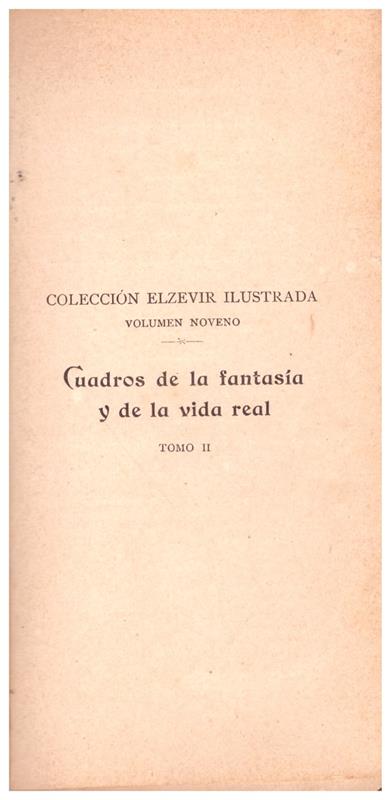 COLECCIÓN ELZEVIR ILUSTRADA
VOLUMEN NOVENO
Cuadros de la fantasía
y de la vida real
TOMO II